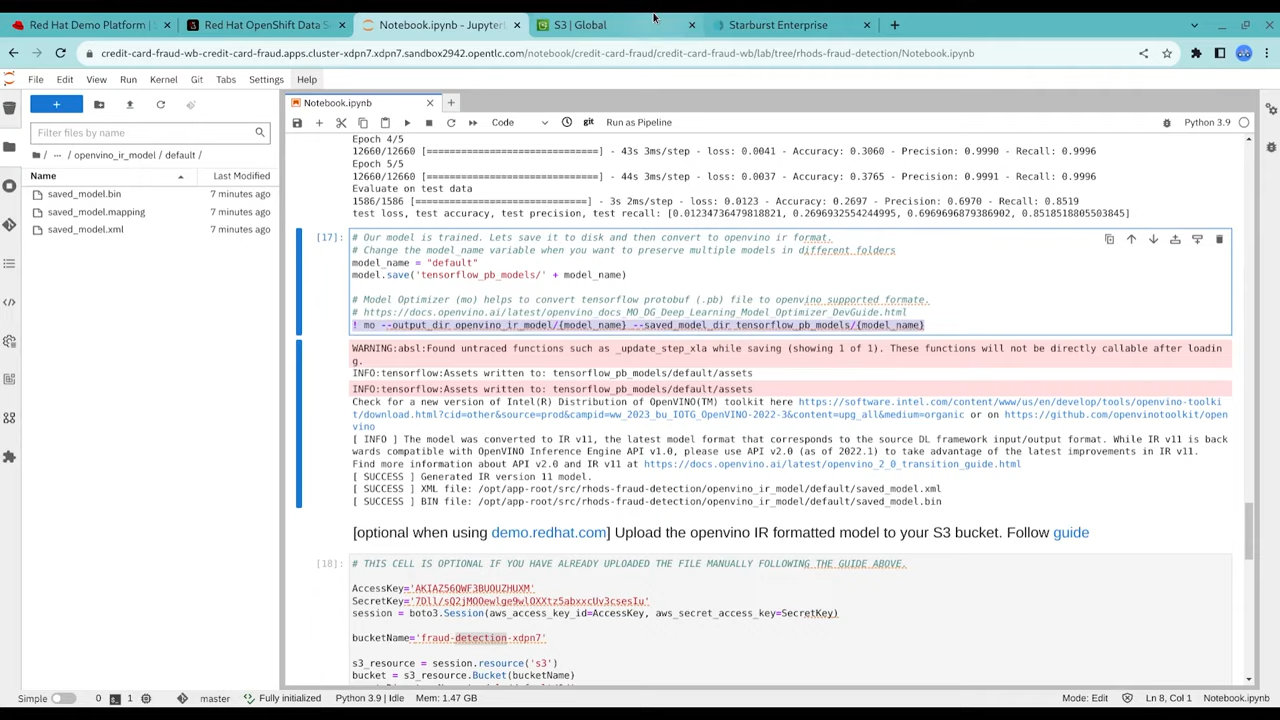 Red Hat Demo Platform |
Red Hat OpenShift Data S
Notebook.ipynb - Jupyter
S3 | Global
Starburst Enterprise
credit-card-fraud-wb-credit-card-fraud.apps.cluster-xdpn7.xdpn7.sandbox2942.opentlc.com/notebook/credit-card-fraud/credit-card-fraud-wb/lab/tree/rhods-fraud-detection/Notebook.ipynb
File Edit View Run Kernel Git Tabs Settings Help
Filter files by name
/ ... / openvino_ir_model / default /
Name Last Modified
saved_model.bin 7 minutes ago
saved_model.mapping 7 minutes ago
saved_model.xml 7 minutes ago
Notebook.ipynb
Code git Run as Pipeline Python 3.9
Epoch 4/5
12660/12660 [==============================] - 43s 3ms/step - loss: 0.0041 - Accuracy: 0.3060 - Precision: 0.9990 - Recall: 0.9996
Epoch 5/5
12660/12660 [==============================] - 44s 3ms/step - loss: 0.0037 - Accuracy: 0.3765 - Precision: 0.9991 - Recall: 0.9996
Evaluate on test data
1586/1586 [==============================] - 3s 2ms/step - loss: 0.0123 - Accuracy: 0.2697 - Precision: 0.6970 - Recall: 0.8519
test loss, test accuracy, test precision, test recall: [0.01234736479818821, 0.2696932554244995, 0.6969696879386902, 0.8518518805503845]
[17]:
# Our model is trained. Lets save it to disk and then convert to openvino ir format.
# Change the model_name variable when you want to preserve multiple models in different folders
model_name = "default"
model.save('tensorflow_pb_models/' + model_name)
# Model Optimizer (mo) helps to convert tensorflow protobuf (.pb) file to openvino supported formate.
# https://docs.openvino.ai/latest/openvino_docs_MO_DG_Deep_Learning_Model_Optimizer_DevGuide.html
! mo --output_dir openvino_ir_model/{model_name} --saved_model_dir tensorflow_pb_models/{model_name}
WARNING:absl:Found untraced functions such as _update_step_xla while saving (showing 1 of 1). These functions will not be directly callable after loadin
g.
INFO:tensorflow:Assets written to: tensorflow_pb_models/default/assets
INFO:tensorflow:Assets written to: tensorflow_pb_models/default/assets
Check for a new version of Intel(R) Distribution of OpenVINO(TM) toolkit here https://software.intel.com/content/www/us/en/develop/tools/openvino-toolki
t/download.html?cid=other&source=prod&campid=ww_2023_bu_IOTG_OpenVINO-2022-3&content=upg_all&medium=organic or on https://github.com/openvinotoolkit/open
vino
[ INFO ] The model was converted to IR v11, the latest model format that corresponds to the source DL framework input/output format. While IR v11 is back
wards compatible with OpenVINO Inference Engine API v1.0, please use API v2.0 (as of 2022.1) to take advantage of the latest improvements in IR v11.
Find more information about API v2.0 and IR v11 at https://docs.openvino.ai/latest/openvino_2_0_transition_guide.html
[ SUCCESS ] Generated IR version 11 model.
[ SUCCESS ] XML file: /opt/app-root/src/rhods-fraud-detection/openvino_ir_model/default/saved_model.xml
[ SUCCESS ] BIN file: /opt/app-root/src/rhods-fraud-detection/openvino_ir_model/default/saved_model.bin
[optional when using demo.redhat.com] Upload the openvino IR formatted model to your S3 bucket. Follow guide
[18]:
# THIS CELL IS OPTIONAL IF YOU HAVE ALREADY UPLOADED THE FILE MANUALLY FOLLOWING THE GUIDE ABOVE.
AccessKey='AKIAZ56QWF3BUOUZHUXM'
SecretKey='7Dll/sQ2jMOOewlge9wlOXXtz5abxxcUv3csesIu'
session = boto3.Session(aws_access_key_id=AccessKey, aws_secret_access_key=SecretKey)
bucketName='fraud-detection-xdpn7'
s3_resource = session.resource('s3')
bucket = s3_resource.Bucket(bucketName)
Simple 0 1 master Fully initialized Python 3.9 | Idle Mem: 1.47 GB Mode: Edit Ln 8, Col 1 Notebook.ipynb